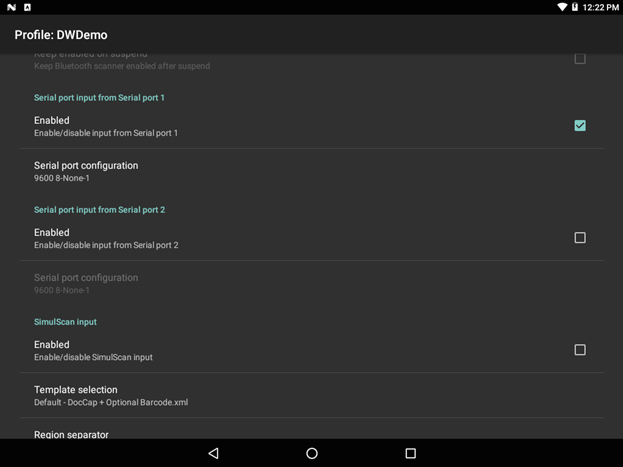 12:22 PM
Profile: DWDemo
Keep enabled on suspend
Keep Bluetooth scanner enabled after suspend
Serial port input from Serial port 1
Enabled
Enable/disable input from Serial port 1
Serial port configuration
9600 8-None-1
Serial port input from Serial port 2
Enabled
Enable/disable input from Serial port 2
Serial port configuration
9600 8-None-1
SimulScan input
Enabled
Enable/disable SimulScan input
Template selection
Default - DocCap + Optional Barcode.xml
Region separator